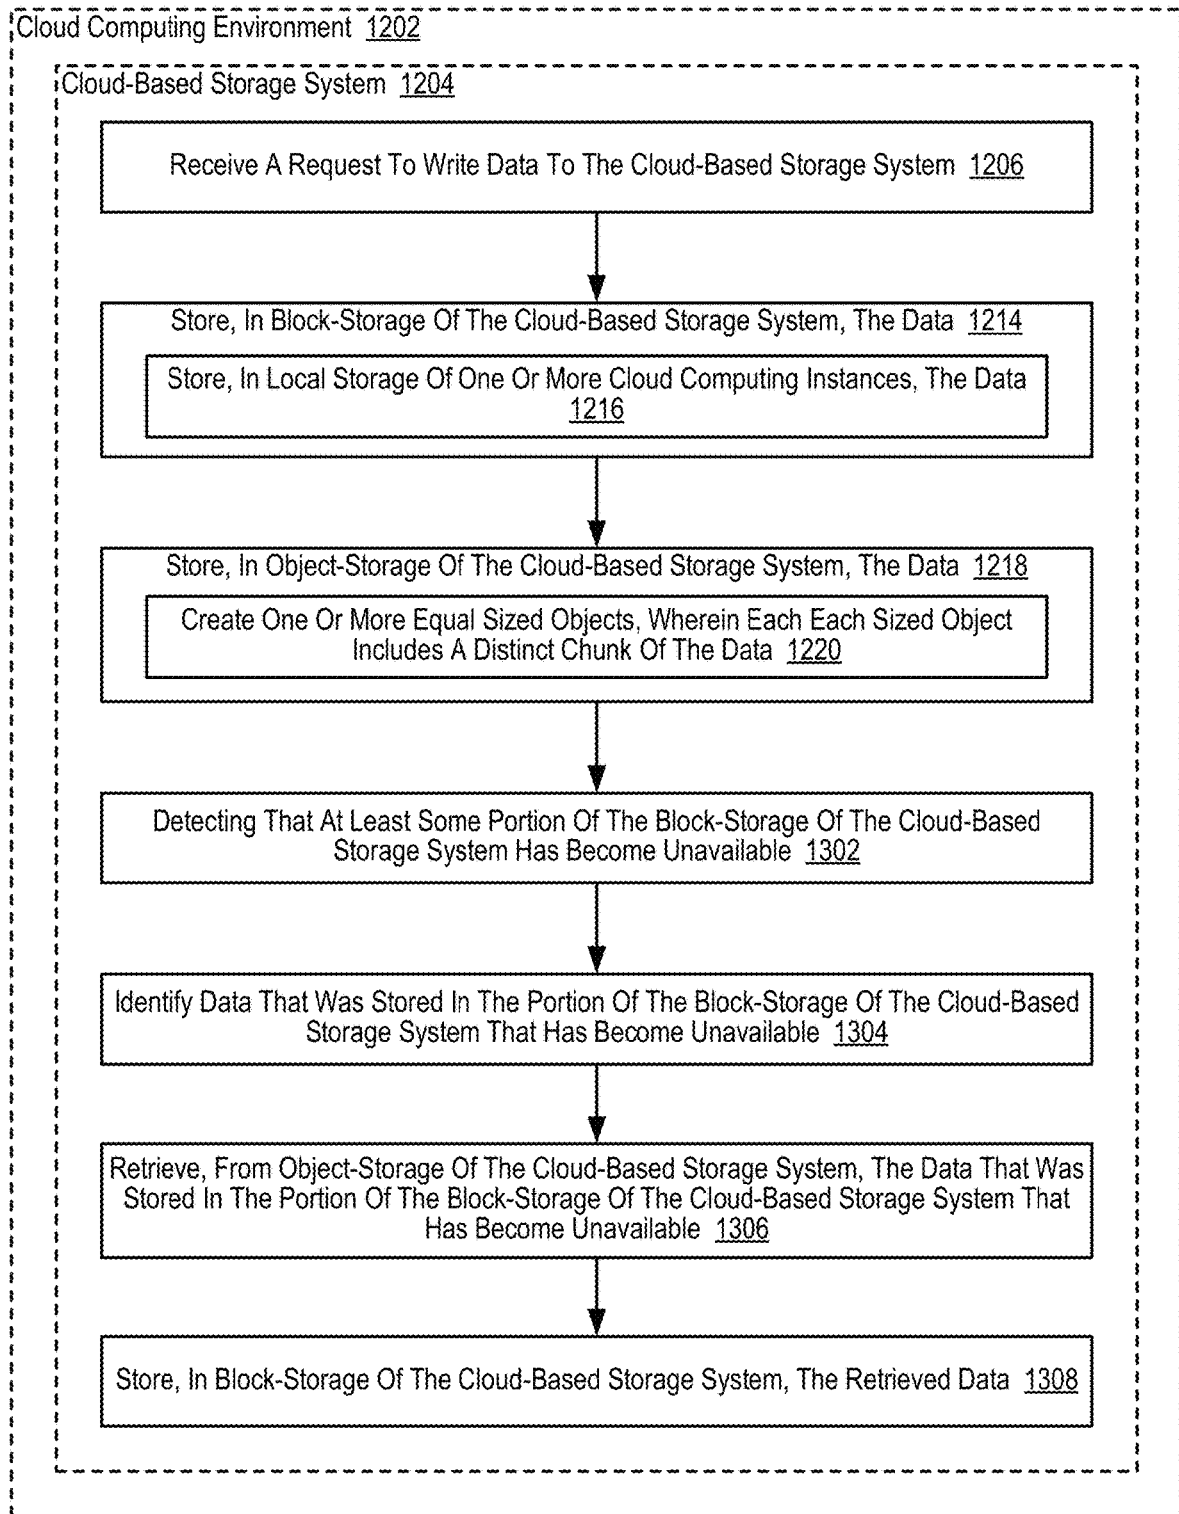 Cloud Computing Environment 1202
Cloud-Based Storage System 1204
Receive A Request To Write Data To The Cloud-Based Storage System 1206
Store, In Block-Storage Of The Cloud-Based Storage System, The Data 1214
Store, In Local Storage Of One Or More Cloud Computing Instances, The Data
1216
Store, In Object-Storage Of The Cloud-Based Storage System, The Data 1218
Create One Or More Equal Sized Objects, Wherein Each Each Sized Object
Includes A Distinct Chunk Of The Data 1220
Detecting That At Least Some Portion Of The Block-Storage Of The Cloud-Based
Storage System Has Become Unavailable 1302
Identify Data That Was Stored In The Portion Of The Block-Storage Of The Cloud-Based
Storage System That Has Become Unavailable 1304
Retrieve, From Object-Storage Of The Cloud-Based Storage System, The Data That Was
Stored In The Portion Of The Block-Storage Of The Cloud-Based Storage System That
Has Become Unavailable 1306
Store, In Block-Storage Of The Cloud-Based Storage System, The Retrieved Data 1308